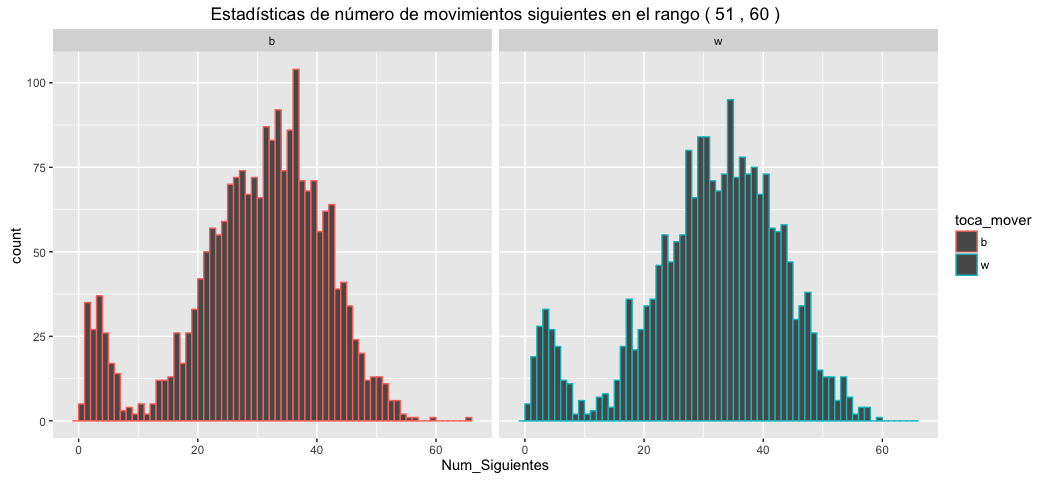 Estadísticas de número de movimientos siguientes en el rango ( 51 , 60 )
b
w
100
75
50
25
0
count
0 20 40 60
0 20 40 60
Num_Siguientes
toca_mover
b
w